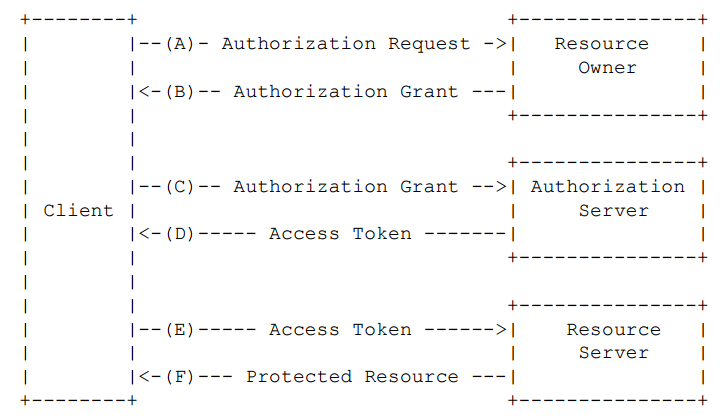 +--------+                               +---------------+
|        |--(A)- Authorization Request ->|   Resource    |
|        |                               |     Owner     |
|        |<-(B)-- Authorization Grant ---|               |
|        |                               +---------------+
|        |
|        |                               +---------------+
|        |--(C)-- Authorization Grant -->| Authorization |
| Client |                               |     Server    |
|        |<-(D)----- Access Token -------|               |
|        |                               +---------------+
|        |
|        |                               +---------------+
|        |--(E)----- Access Token ------>|    Resource   |
|        |                               |     Server    |
|        |<-(F)--- Protected Resource ---|               |
+--------+                               +---------------+